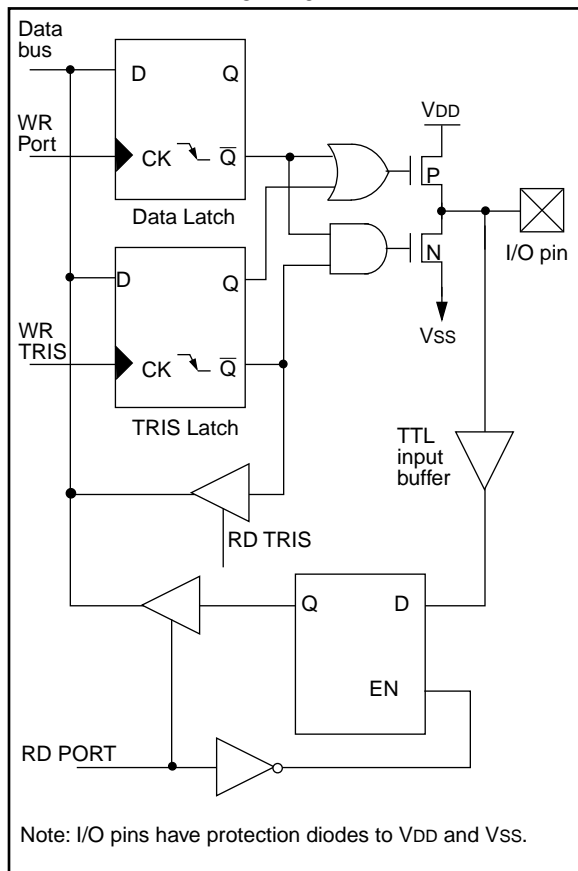 Data
bus
D
Q
WR
Port
CK
Q̅
Data Latch
VDD
P
N
I/O pin
VSS
D
Q
WR
TRIS
CK
Q̅
TRIS Latch
TTL
input
buffer
RD TRIS
Q
D
EN
RD PORT
Note: I/O pins have protection diodes to VDD and VSS.